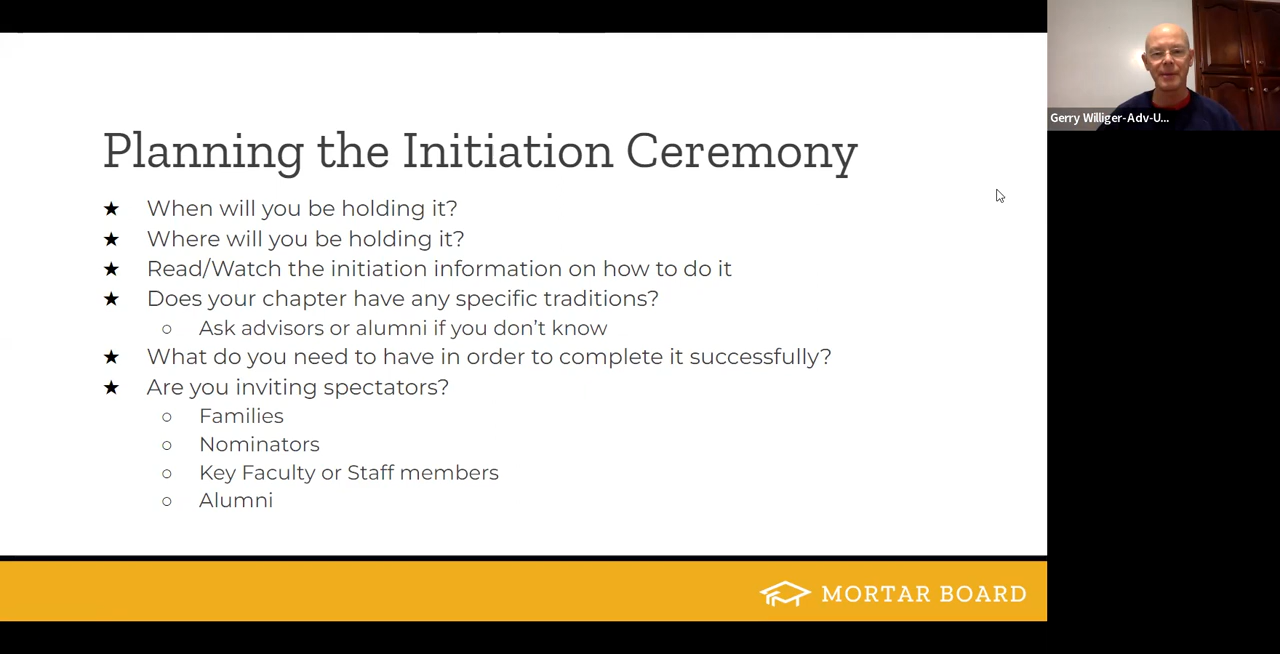 Planning the Initiation Ceremony
★ When will you be holding it?
★ Where will you be holding it?
★ Read/Watch the initiation information on how to do it
★ Does your chapter have any specific traditions?
○ Ask advisors or alumni if you don’t know
★ What do you need to have in order to complete it successfully?
★ Are you inviting spectators?
○ Families
○ Nominators
○ Key Faculty or Staff members
○ Alumni
MORTAR BOARD
Gerry Williger-Adv-U...